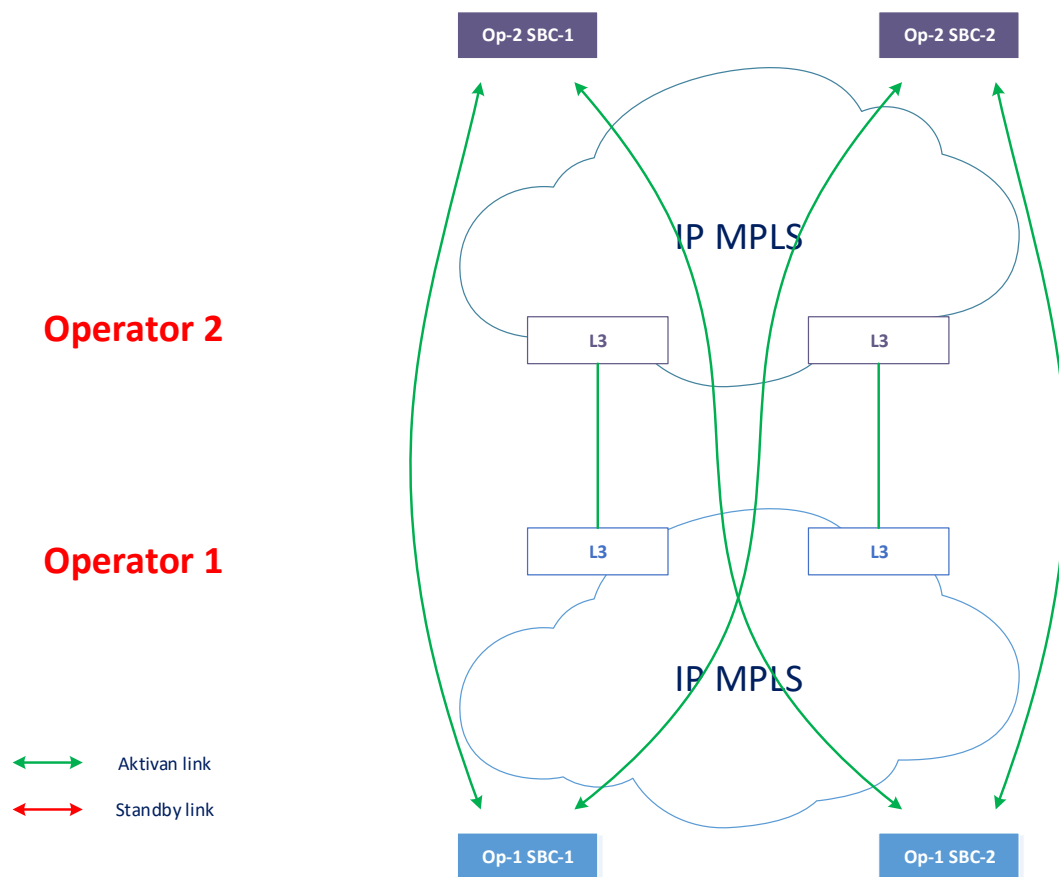 Op-2 SBC-1
Op-2 SBC-2
IP MPLS
Operator 2
L3
L3
Operator 1
L3
L3
IP MPLS
Aktivan link
Standby link
Op-1 SBC-1
Op-1 SBC-2